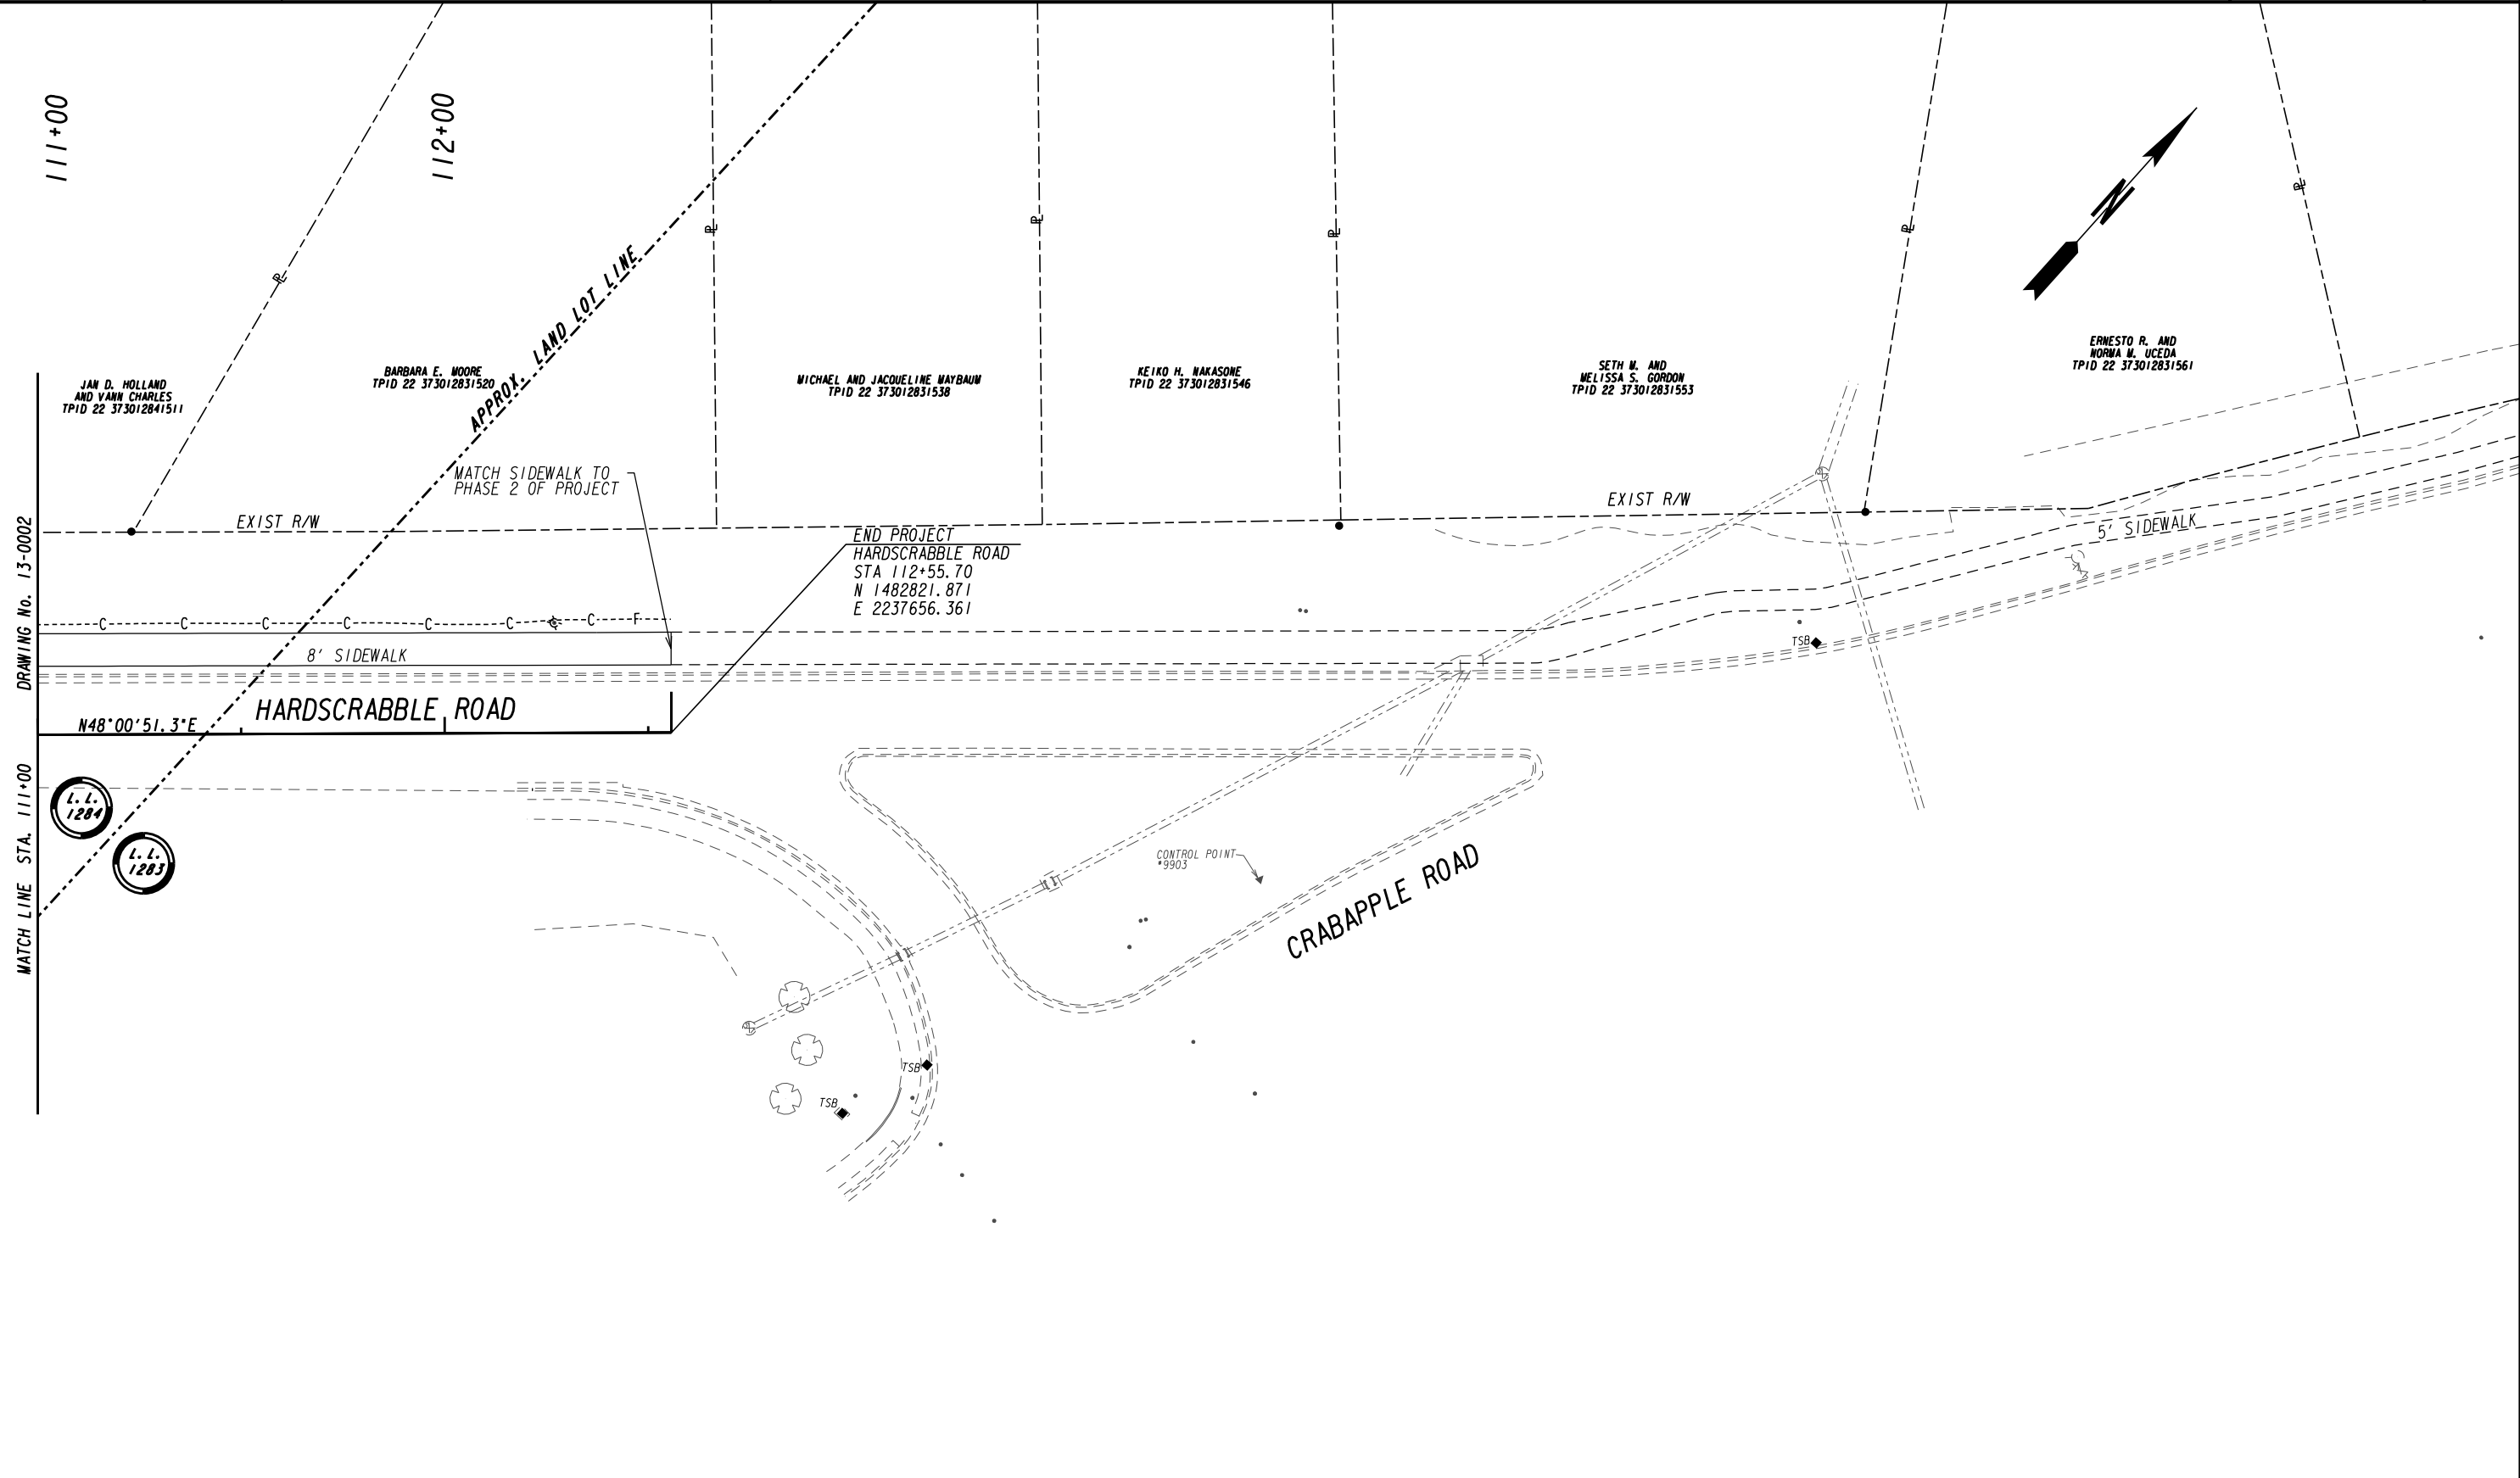 111+00
112+00
APPROX. LAND LOT LINE
P
P
P
P
P
P
N
JAN D. HOLLAND
AND VANN CHARLES
TPID 22 373012841511
BARBARA E. MOORE
TPID 22 373012831520
MICHAEL AND JACQUELINE MAYBAUM
TPID 22 373012831538
KEIKO H. NAKASONE
TPID 22 373012831546
SETH M. AND
MELISSA S. GORDON
TPID 22 373012831553
ERNESTO R. AND
NORMA M. UCEDA
TPID 22 373012831561
MATCH SIDEWALK TO
PHASE 2 OF PROJECT
EXIST R/W
EXIST R/W
END PROJECT
HARDSCRABBLE ROAD
STA 112+55.70
N 1482821.871
E 2237656.361
5' SIDEWALK
C C C C C C C F
8' SIDEWALK
TSB
HARDSCRABBLE ROAD
N48°00'51.3"E
MATCH LINE STA. 111+00 DRAWING No. 13-0002
L.L.
1284
L.L.
1283
CONTROL POINT
#9903
CRABAPPLE ROAD
TSB
TSB